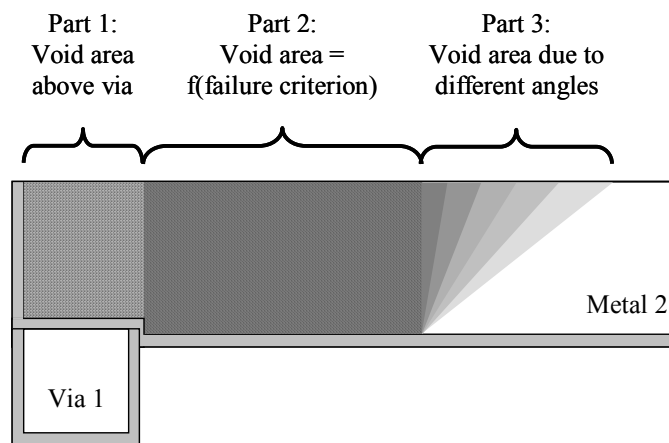 Part 1:
Void area
above via
Part 2:
Void area =
f(failure criterion)
Part 3:
Void area due to
different angles
Metal 2
Via 1